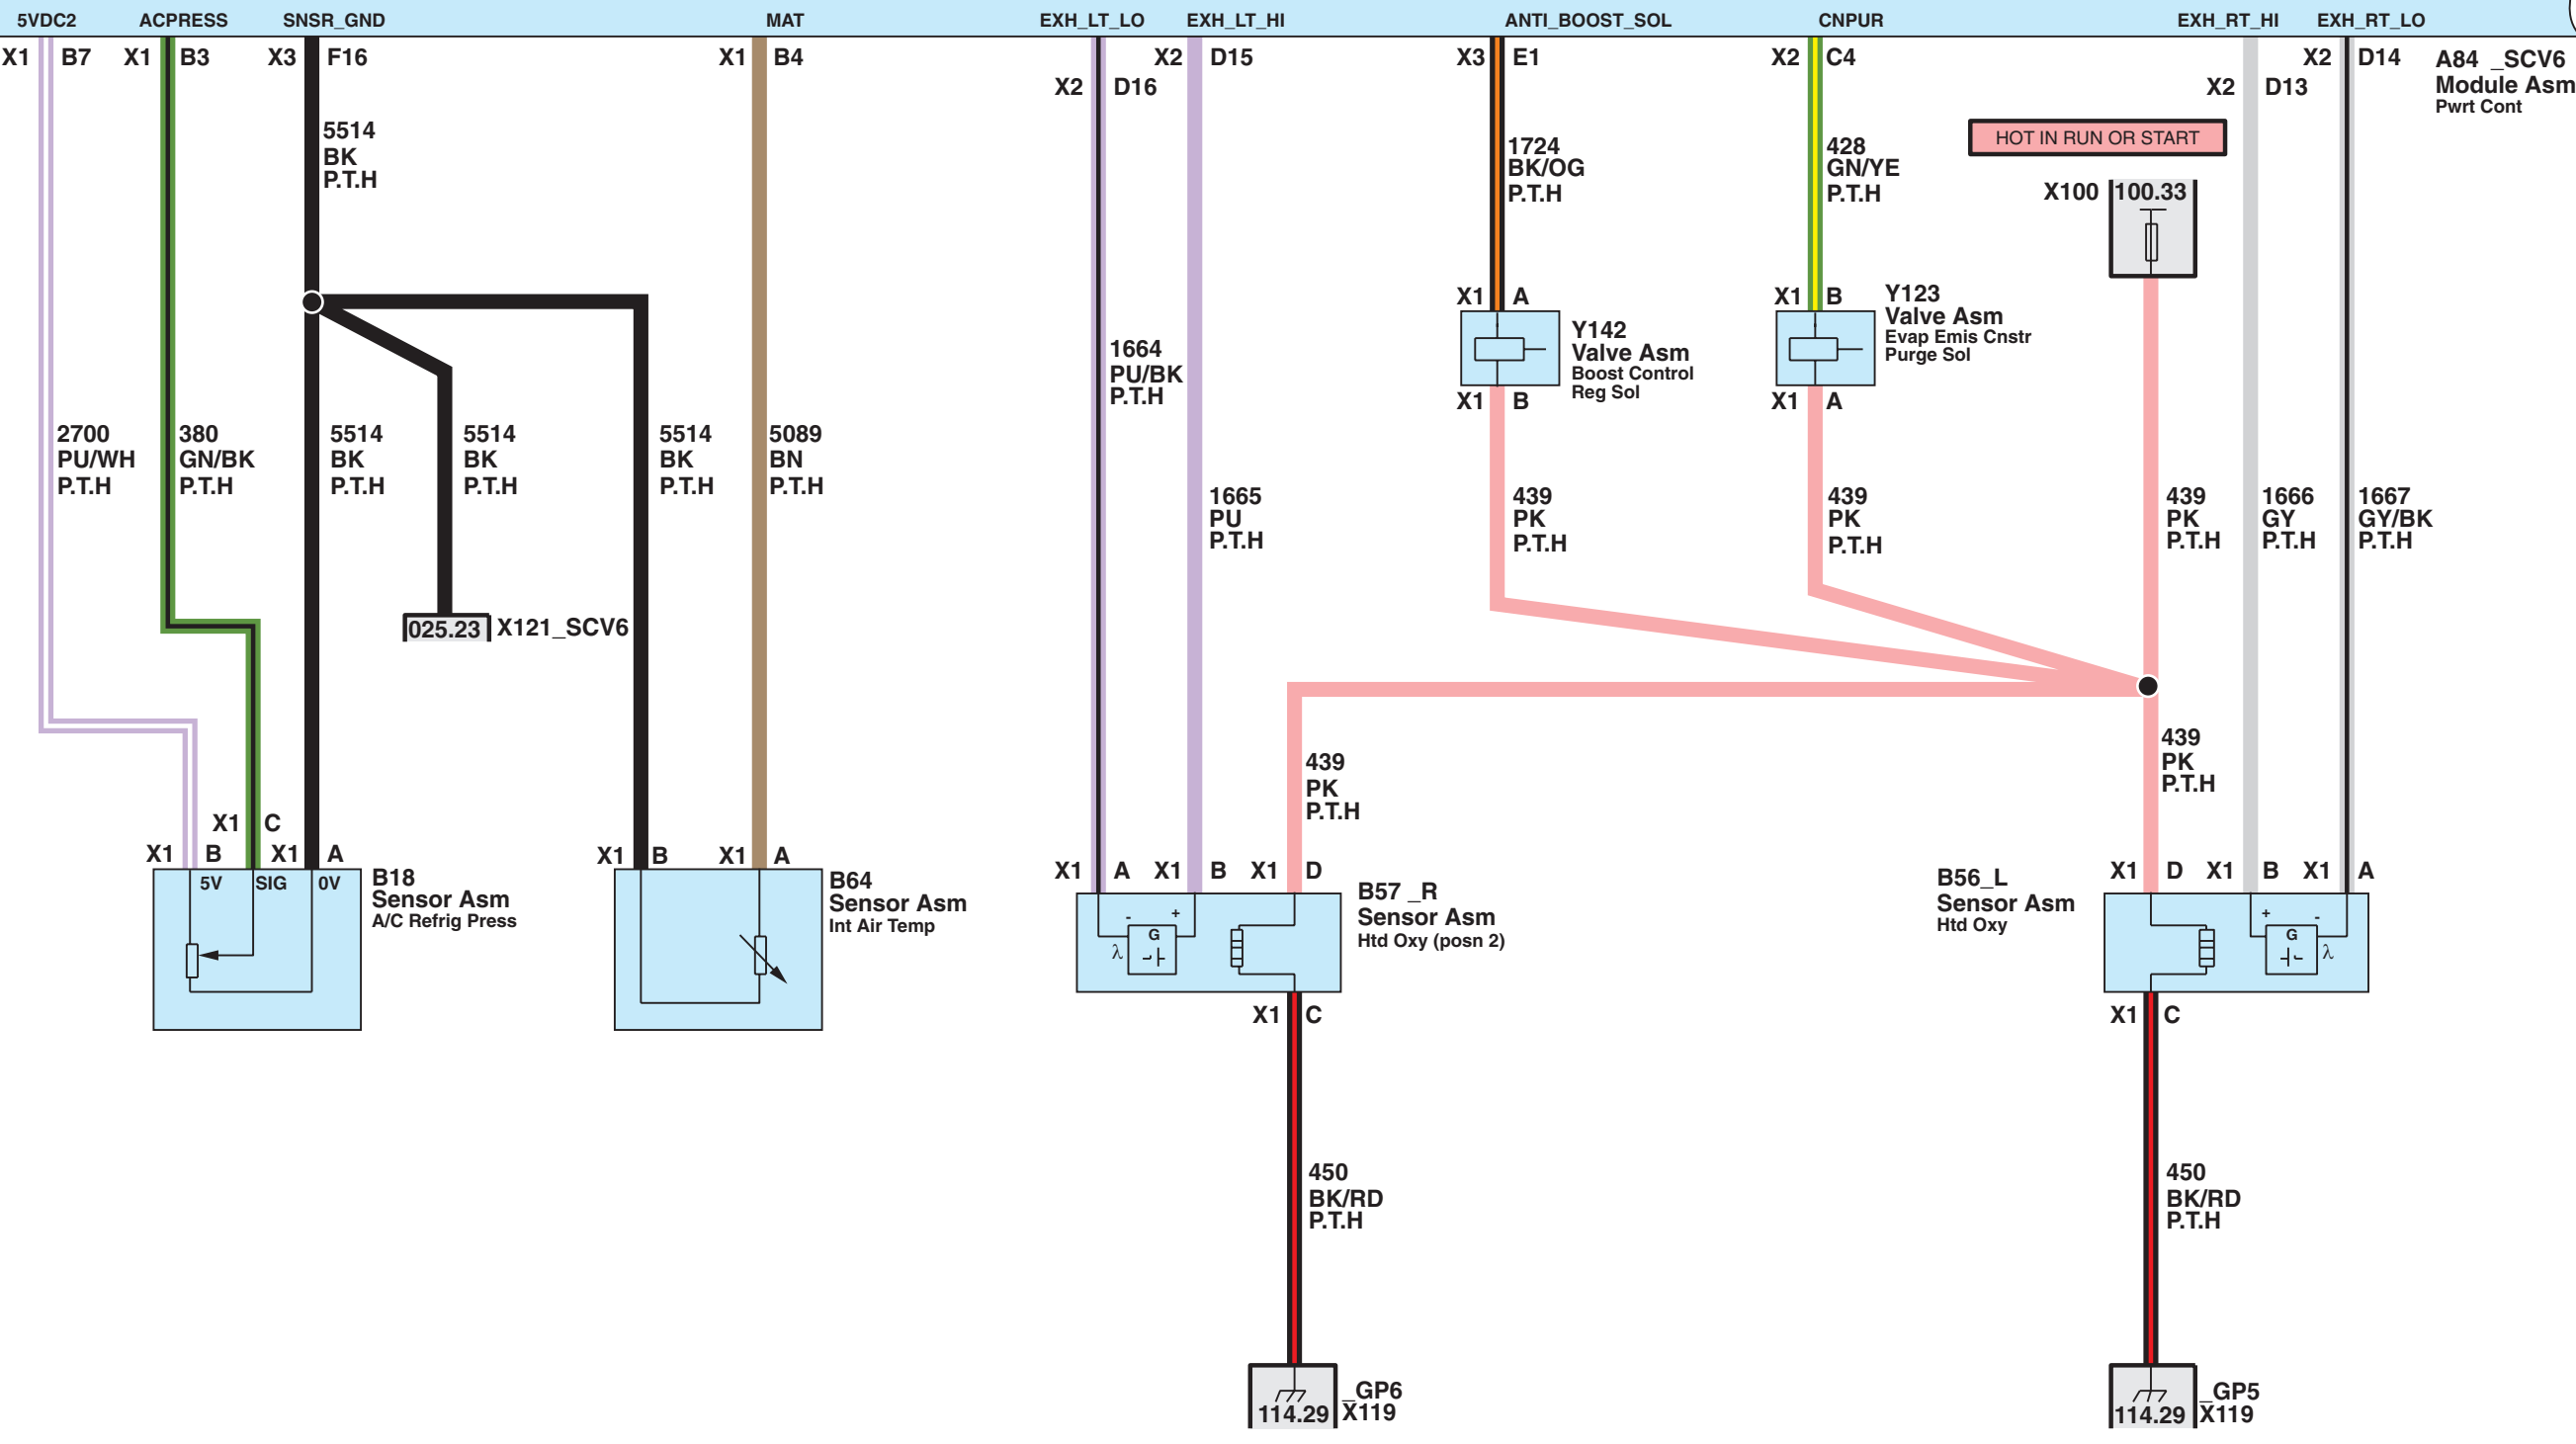 5VDC2 ACPRESS SNSR_GND MAT EXH_LT_LO EXH_LT_HI ANTI_BOOST_SOL CNPUR EXH_RT_HI EXH_RT_LO
X1 B7 X1 B3 X3 F16 X1 B4 X2 D15 X3 E1 X2 C4 X2 D14
X2 D16 X2 D13
A84 _SCV6
Module Asm
Pwrt Cont
5514
BK
P.T.H
1724
BK/OG
P.T.H
428
GN/YE
P.T.H
HOT IN RUN OR START
X100 100.33
X1 A
Y142
Valve Asm
Boost Control
Reg Sol
X1 B
X1 B
Y123
Valve Asm
Evap Emis Cnstr
Purge Sol
X1 A
1664
PU/BK
P.T.H
2700
PU/WH
P.T.H
380
GN/BK
P.T.H
5514
BK
P.T.H
5514
BK
P.T.H
5514
BK
P.T.H
5089
BN
P.T.H
1665
PU
P.T.H
439
PK
P.T.H
439
PK
P.T.H
439
PK
P.T.H
1666
GY
P.T.H
1667
GY/BK
P.T.H
025.23 X121_SCV6
439
PK
P.T.H
439
PK
P.T.H
X1 C
X1 B X1 A
5V SIG 0V
B18
Sensor Asm
A/C Refrig Press
X1 B X1 A
B64
Sensor Asm
Int Air Temp
X1 A X1 B X1 D
- +
G
λ
B57 _R
Sensor Asm
Htd Oxy (posn 2)
X1 C
B56_L
Sensor Asm
Htd Oxy
X1 D X1 B X1 A
+ -
G
λ
X1 C
450
BK/RD
P.T.H
450
BK/RD
P.T.H
114.29
_GP6
X119
114.29
_GP5
X119